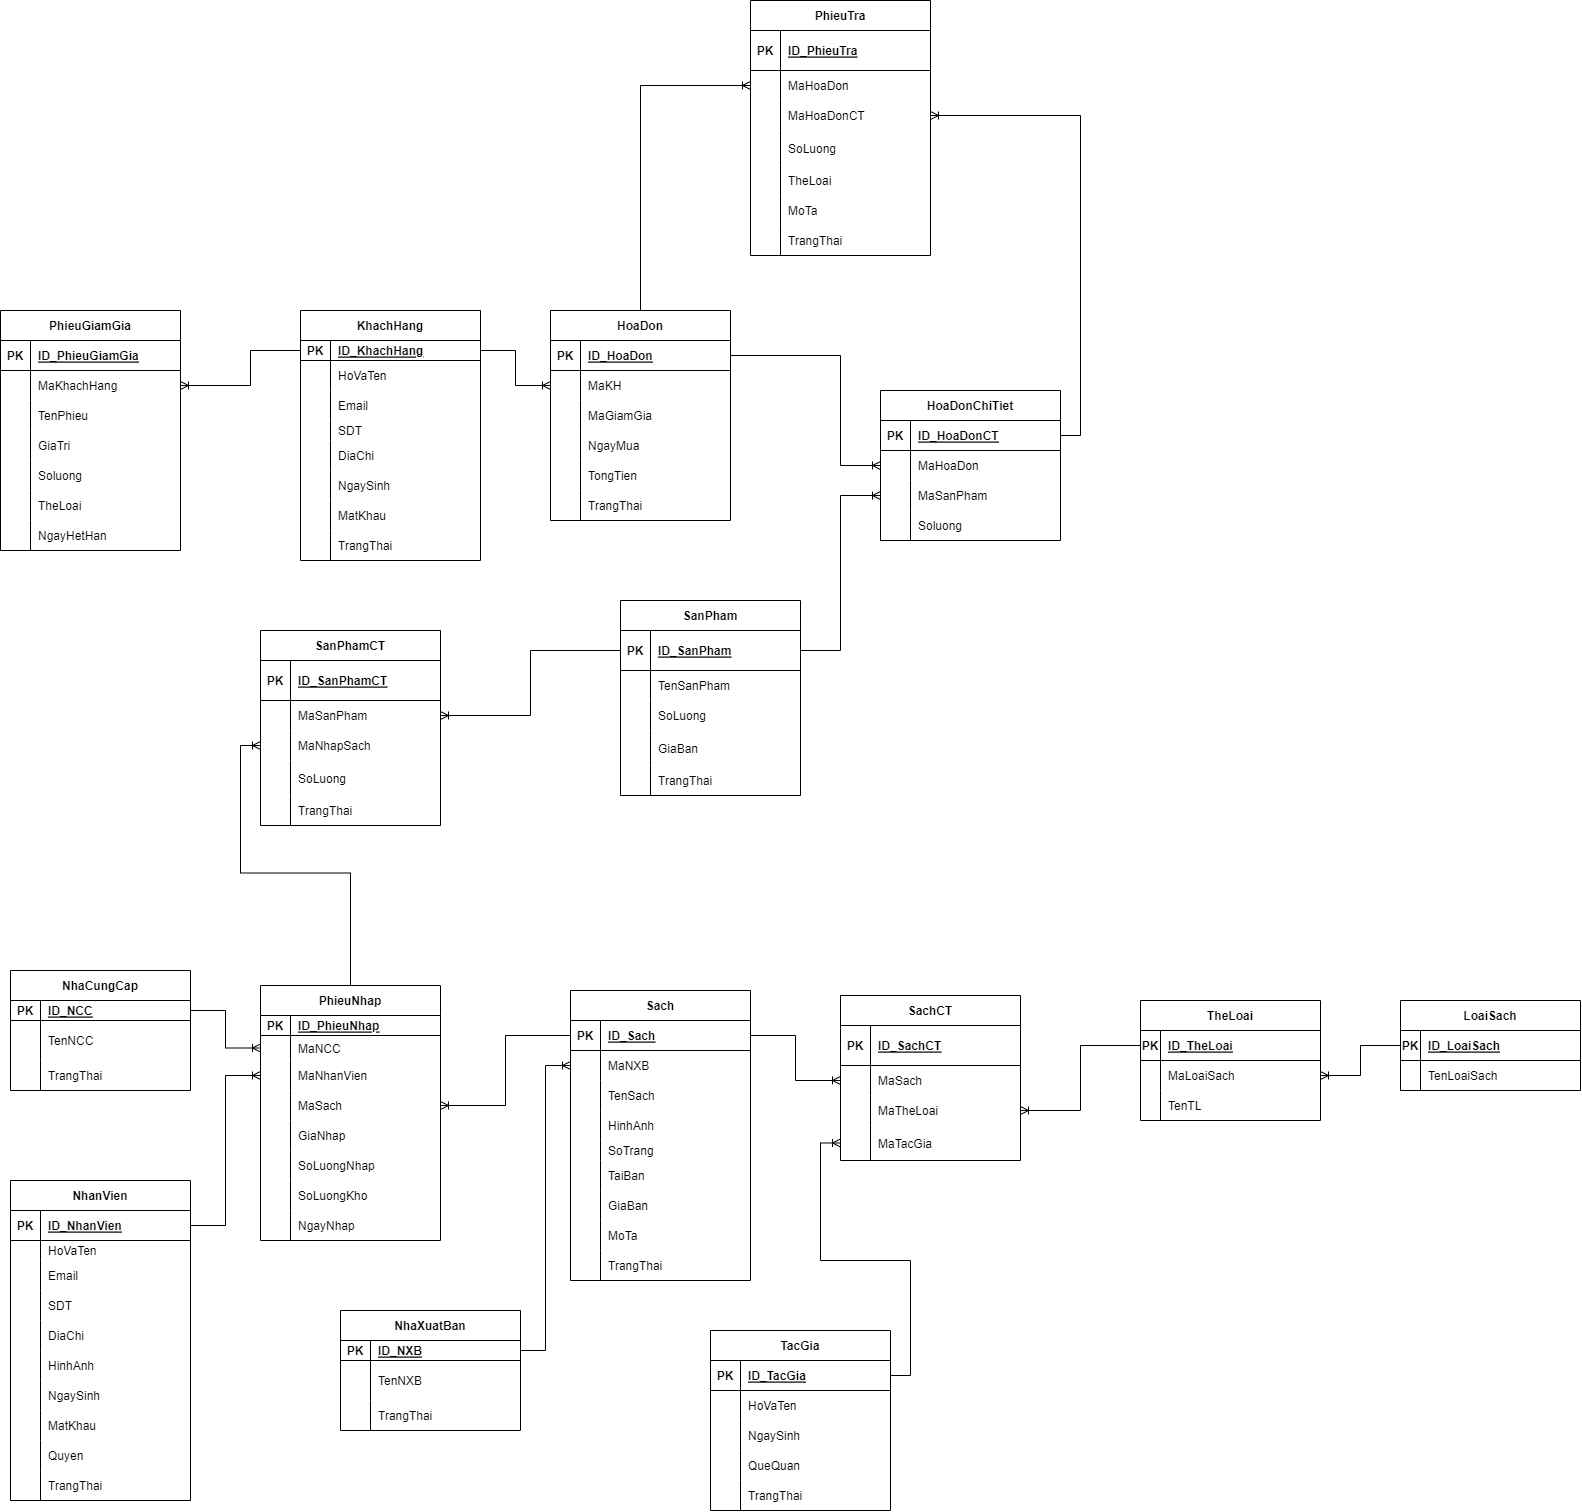 PhieuTra
PK ID_PhieuTra
MaHoaDon
MaHoaDonCT
SoLuong
TheLoai
MoTa
TrangThai
PhieuGiamGia
PK ID_PhieuGiamGia
MaKhachHang
TenPhieu
GiaTri
Soluong
TheLoai
NgayHetHan
KhachHang
PK ID_KhachHang
HoVaTen
Email
SDT
DiaChi
NgaySinh
MatKhau
TrangThai
HoaDon
PK ID_HoaDon
MaKH
MaGiamGia
NgayMua
TongTien
TrangThai
HoaDonChiTiet
PK ID_HoaDonCT
MaHoaDon
MaSanPham
Soluong
SanPhamCT
PK ID_SanPhamCT
MaSanPham
MaNhapSach
SoLuong
TrangThai
SanPham
PK ID_SanPham
TenSanPham
SoLuong
GiaBan
TrangThai
NhaCungCap
PK ID_NCC
TenNCC
TrangThai
PhieuNhap
PK ID_PhieuNhap
MaNCC
MaNhanVien
MaSach
GiaNhap
SoLuongNhap
SoLuongKho
NgayNhap
Sach
PK ID_Sach
MaNXB
TenSach
HinhAnh
SoTrang
TaiBan
GiaBan
MoTa
TrangThai
SachCT
PK ID_SachCT
MaSach
MaTheLoai
MaTacGia
TheLoai
PK ID_TheLoai
MaLoaiSach
TenTL
LoaiSach
PK ID_LoaiSach
TenLoaiSach
NhanVien
PK ID_NhanVien
HoVaTen
Email
SDT
DiaChi
HinhAnh
NgaySinh
MatKhau
Quyen
TrangThai
NhaXuatBan
PK ID_NXB
TenNXB
TrangThai
TacGia
PK ID_TacGia
HoVaTen
NgaySinh
QueQuan
TrangThai